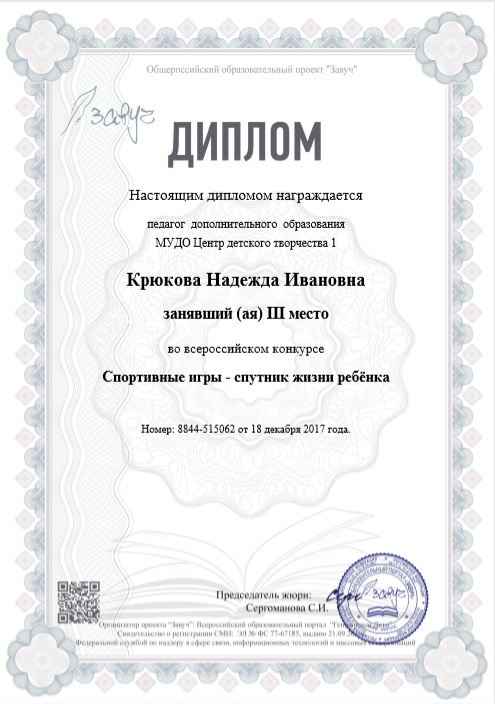 Общероссийский образовательный проект "Завуч"
Завуч
ДИПЛОМ
Настоящим дипломом награждается
педагог дополнительного образования
МУДО Центр детского творчества 1
Крюкова Надежда Ивановна
занявший (ая) III место
во всероссийском конкурсе
Спортивные игры - спутник жизни ребёнка
Номер: 8844-515062 от 18 декабря 2017 года.
Председатель жюри:
Сергоманова С.И.
Завуч
Организатор проекта "Завуч": Всероссийский образовательный портал
Свидетельство о регистрации СМИ: ЭЛ № ФС 77-67185, выдано 21.09.
Федеральной службой по надзору в сфере связи, информационных технологий и массовых коммуникаций